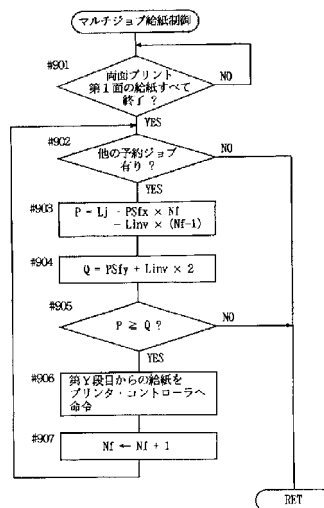 マルチジョブ給紙制御
#901
両面プリント
第1面の給紙すべて
終了?
NO
YES
#902
他の予約ジョブ
有り?
NO
YES
#903
P = Lj - PSfx × Nf
- Linv × (Nf-1)
#904
Q = PSfy + Linv × 2
#905
P ≧ Q ?
NO
YES
#906
第Y段目からの給紙を
プリンタ・コントローラへ
命令
#907
Nf ← Nf + 1
RET